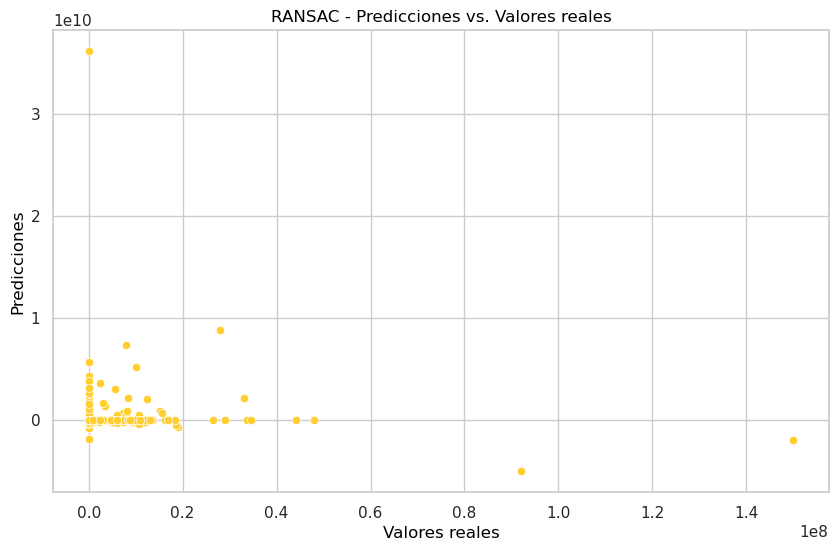 RANSAC - Predicciones vs. Valores reales
1e10
3
2
1
0
Predicciones
0.0 0.2 0.4 0.6 0.8 1.0 1.2 1.4
1e8
Valores reales